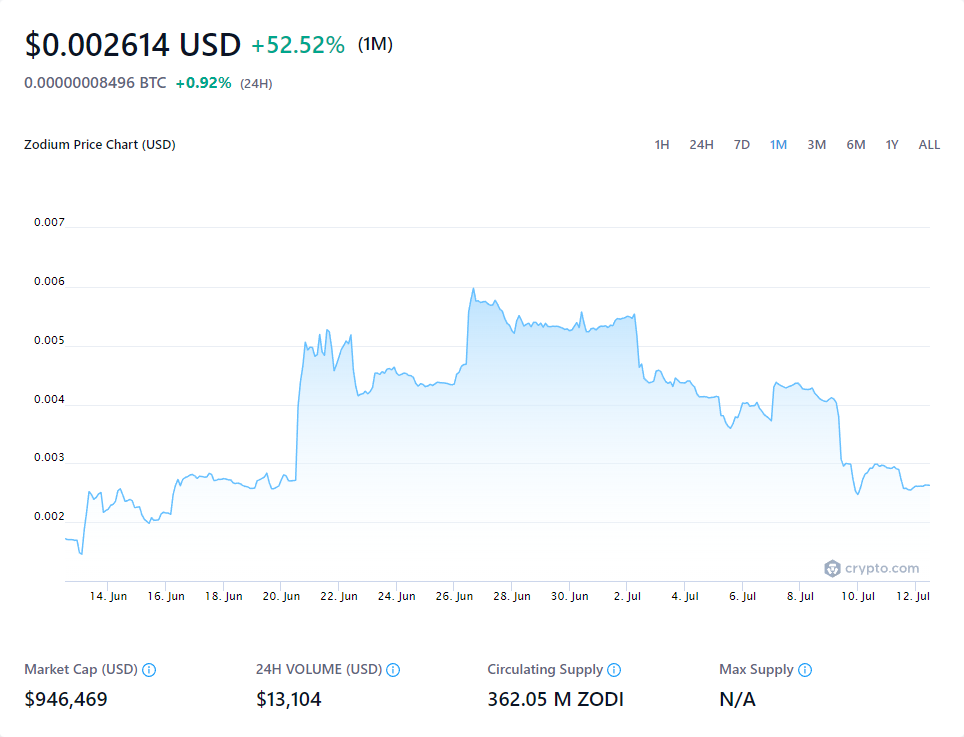 $0.002614 USD +52.52% (1M)
0.00000008496 BTC +0.92% (24H)
Zodium Price Chart (USD) 1H 24H 7D 1M 3M 6M 1Y ALL
0.007
0.006
0.005
0.004
0.003
0.002
crypto.com
14. Jun 16. Jun 18. Jun 20. Jun 22. Jun 24. Jun 26. Jun 28. Jun 30. Jun 2. Jul 4. Jul 6. Jul 8. Jul 10. Jul 12. Jul
Market Cap (USD) 24H VOLUME (USD) Circulating Supply Max Supply
$946,469 $13,104 362.05 M ZODI N/A